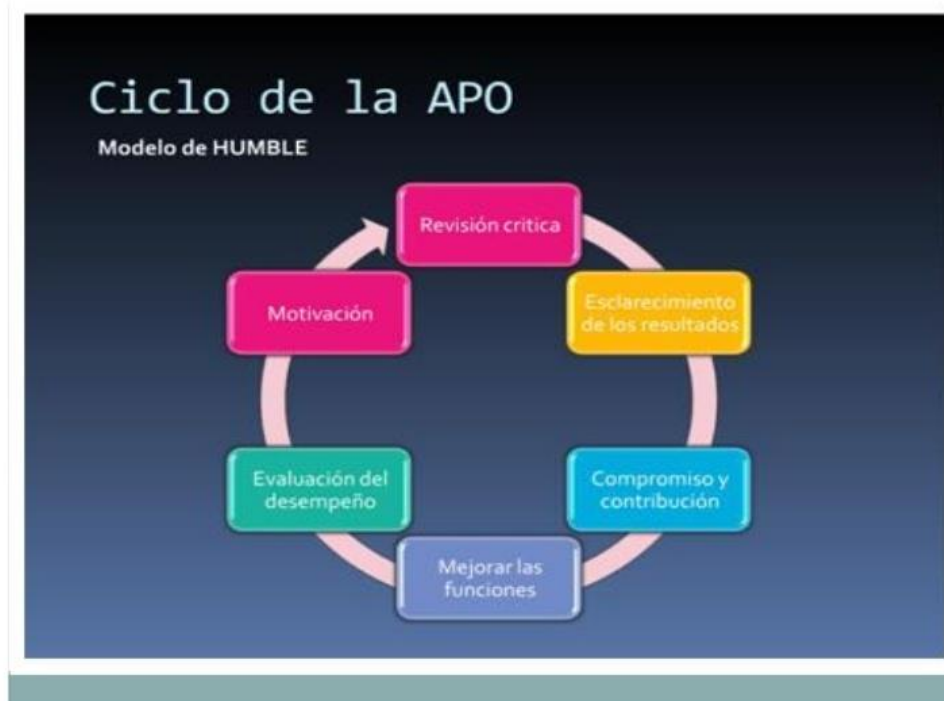 Ciclo de la APO
Modelo de HUMBLE
Revisión critica
Esclarecimiento
de los resultados
Compromiso y
contribución
Mejorar las
funciones
Evaluación del
desempeño
Motivación